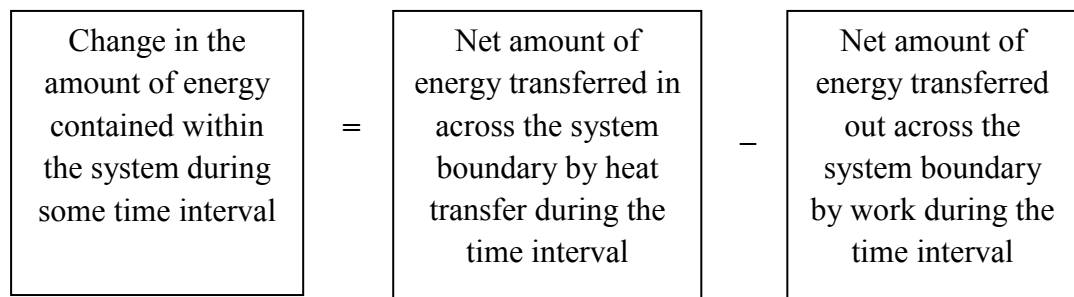 Change in the
amount of energy
contained within
the system during
some time interval
=
Net amount of
energy transferred in
across the system
boundary by heat
transfer during the
time interval
–
Net amount of
energy transferred
out across the
system boundary
by work during the
time interval